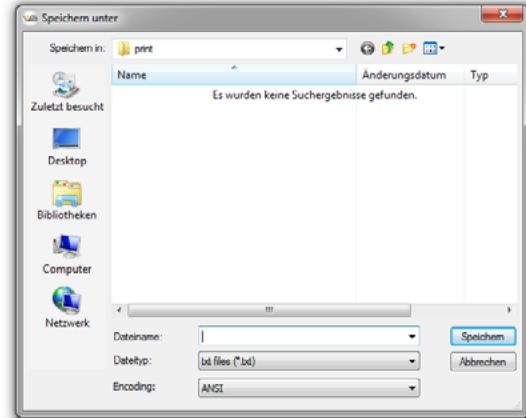 Speichern unter
Speichern in: print
Name Änderungsdatum Typ
Es wurden keine Suchergebnisse gefunden.
Zuletzt besucht
Desktop
Bibliotheken
Computer
Netzwerk
Dateiname: Speichern
Dateityp: txt files (*.txt) Abbrechen
Encoding: ANSI